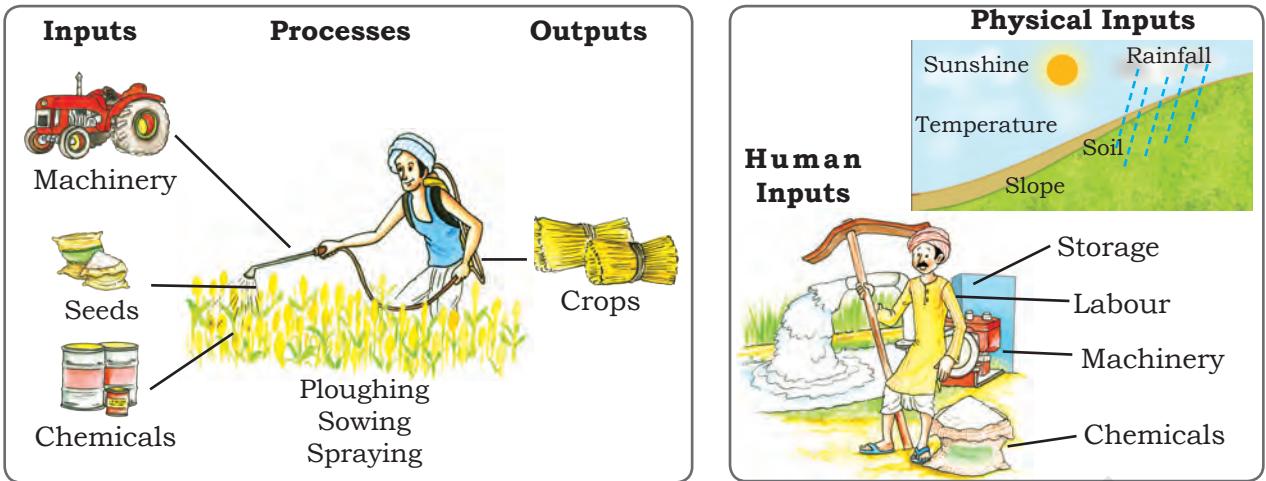 Inputs
Processes
Outputs
Machinery
Seeds
Chemicals
Ploughing
Sowing
Spraying
Crops
Physical Inputs
Sunshine
Rainfall
Temperature
Soil
Slope
Human
Inputs
Storage
Labour
Machinery
Chemicals